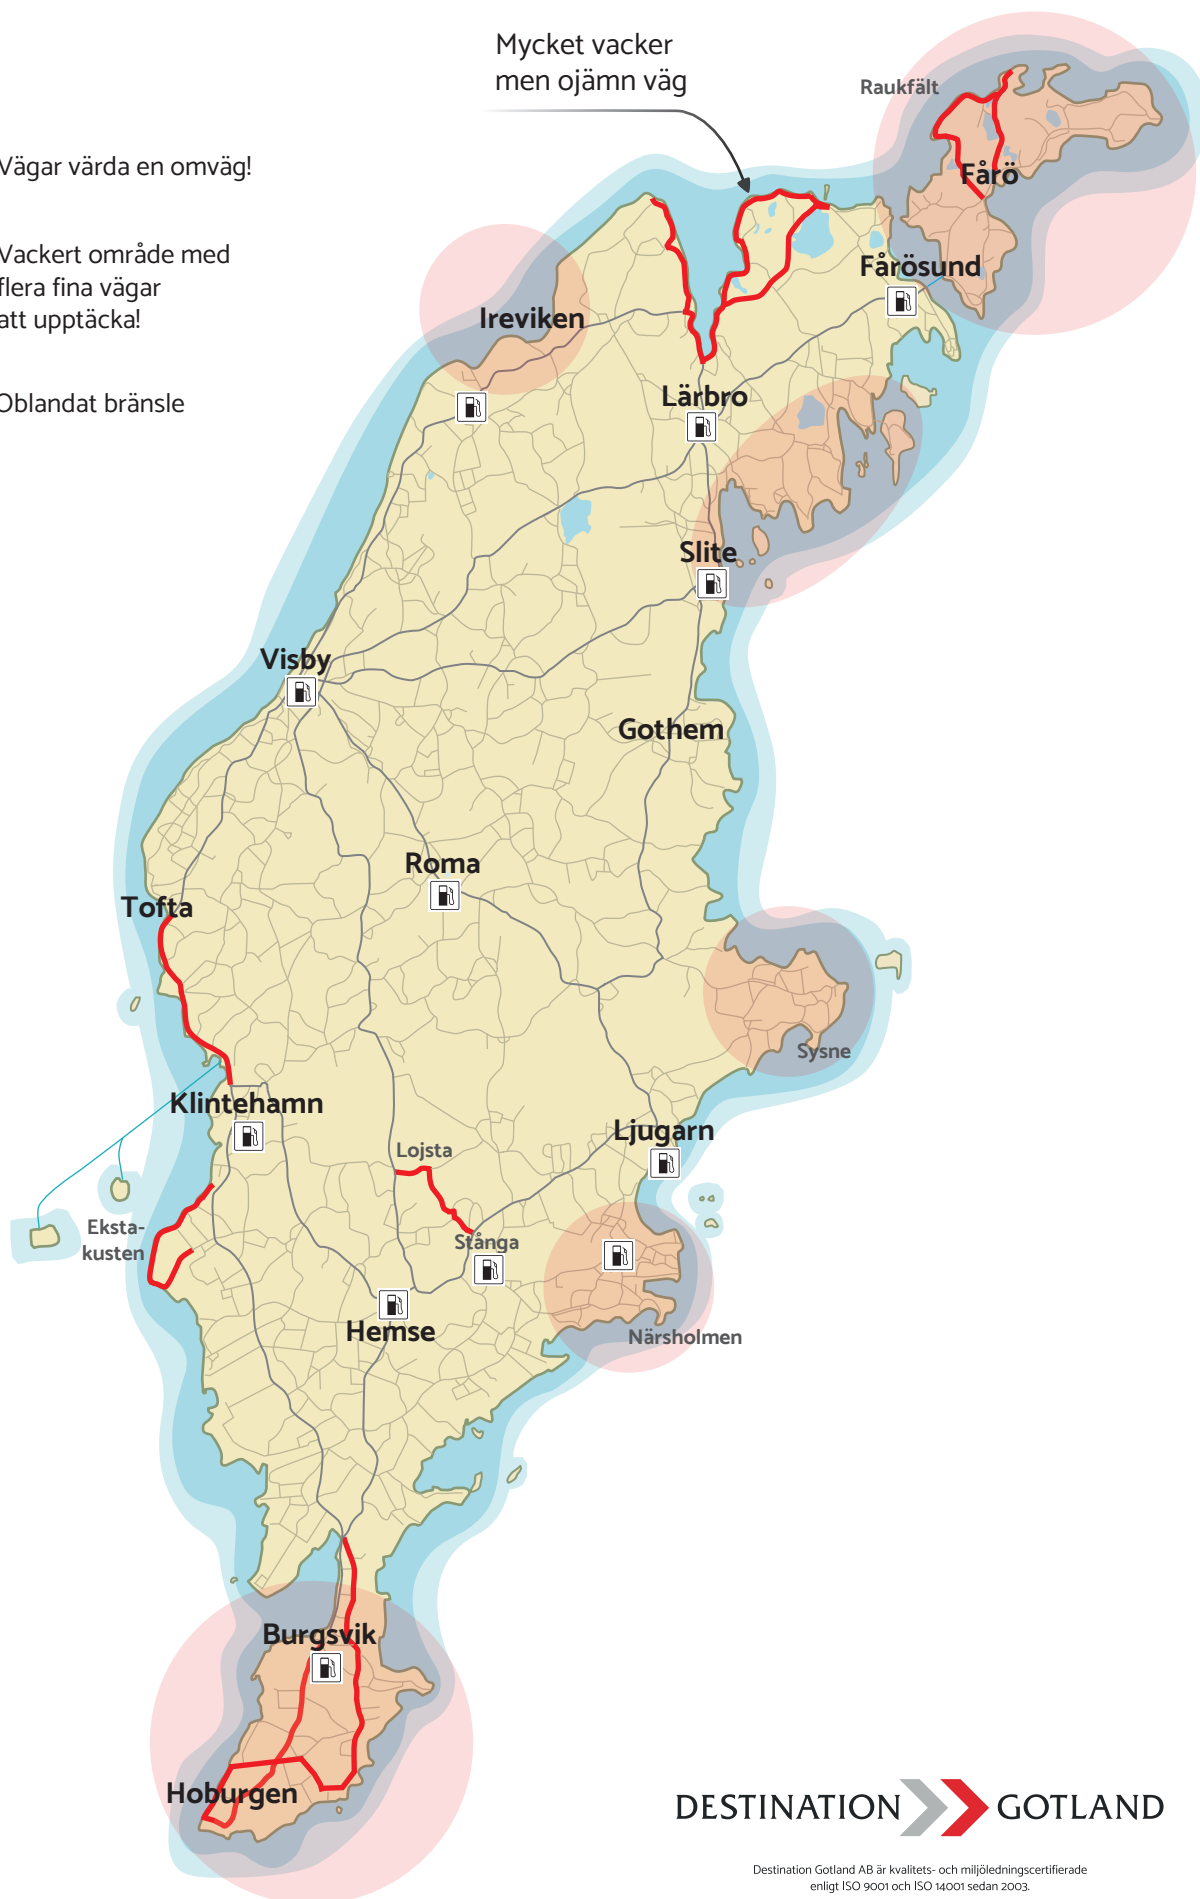 Mycket vacker
men ojämn väg
Raukfält
Vägar värda en omväg!
Fårö
Vackert område med
flera fina vägar
att upptäcka!
Fårösund
Ireviken
Oblandat bränsle
Lärbro
Slite
Visby
Gothem
Roma
Tofta
Sysne
Klintehamn
Ljugarn
Lojsta
Eksta-
kusten
Stånga
Hemse
Närsholmen
Burgsvik
Hoburgen
DESTINATION GOTLAND
Destination Gotland AB är kvalitets- och miljöledningscertifierade
enligt ISO 9001 och ISO 14001 sedan 2003.